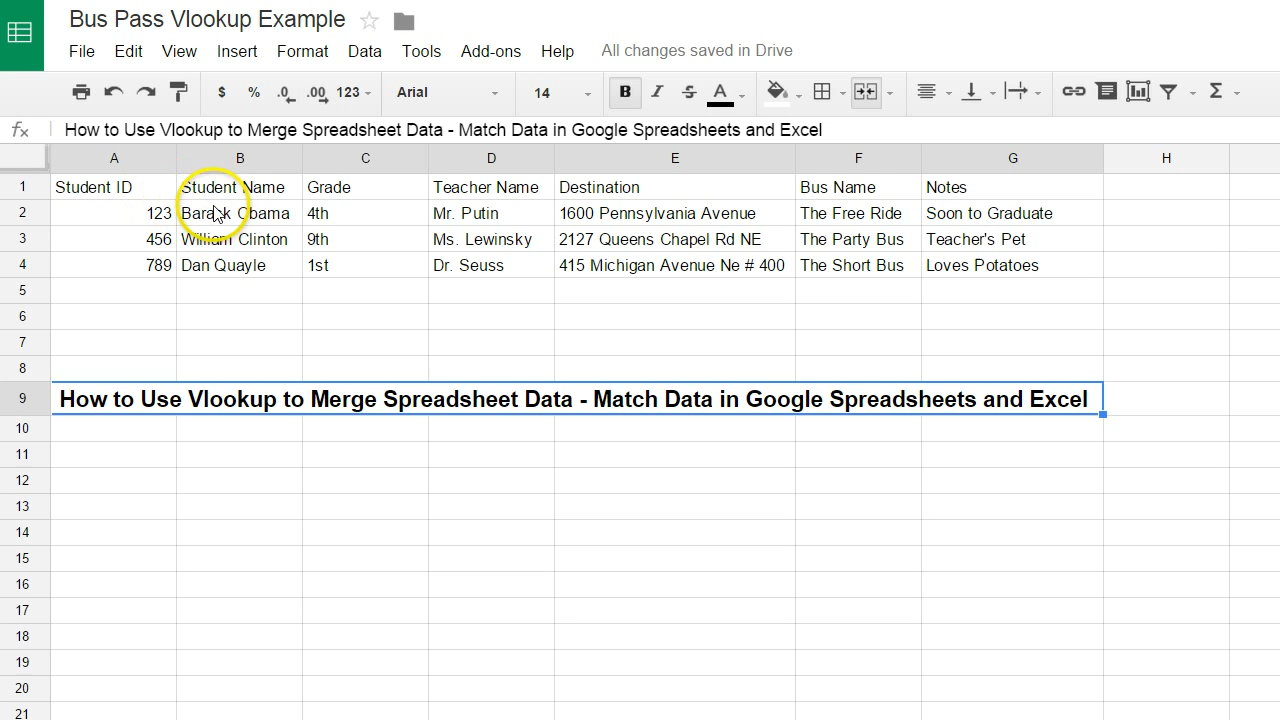 Bus Pass Vlookup Example
File Edit View Insert Format Data Tools Add-ons Help All changes saved in Drive
$ % .0 .00 123 Arial 14 B I S A Σ
fx How to Use Vlookup to Merge Spreadsheet Data - Match Data in Google Spreadsheets and Excel
A B C D E F G H
1 Student ID Student Name Grade Teacher Name Destination Bus Name Notes
2 123 Barack Obama 4th Mr. Putin 1600 Pennsylvania Avenue The Free Ride Soon to Graduate
3 456 William Clinton 9th Ms. Lewinsky 2127 Queens Chapel Rd NE The Party Bus Teacher's Pet
4 789 Dan Quayle 1st Dr. Seuss 415 Michigan Avenue Ne # 400 The Short Bus Loves Potatoes
5
6
7
8
9 How to Use Vlookup to Merge Spreadsheet Data - Match Data in Google Spreadsheets and Excel
10
11
12
13
14
15
16
17
18
19
20
21